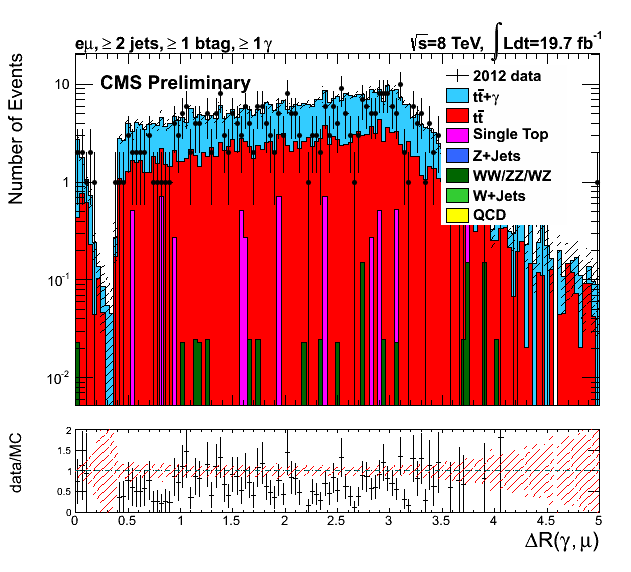 eμ, ≥ 2 jets, ≥ 1 btag, ≥ 1 γ
√s=8 TeV, ∫Ldt=19.7 fb⁻¹
Number of Events
CMS Preliminary
2012 data
tt̄+γ
tt̄
Single Top
Z+Jets
WW/ZZ/WZ
W+Jets
QCD
10
1
10⁻¹
10⁻²
data/MC
2
1.5
1
0.5
0
0 0.5 1 1.5 2 2.5 3 3.5 4 4.5 5
ΔR(γ,μ)